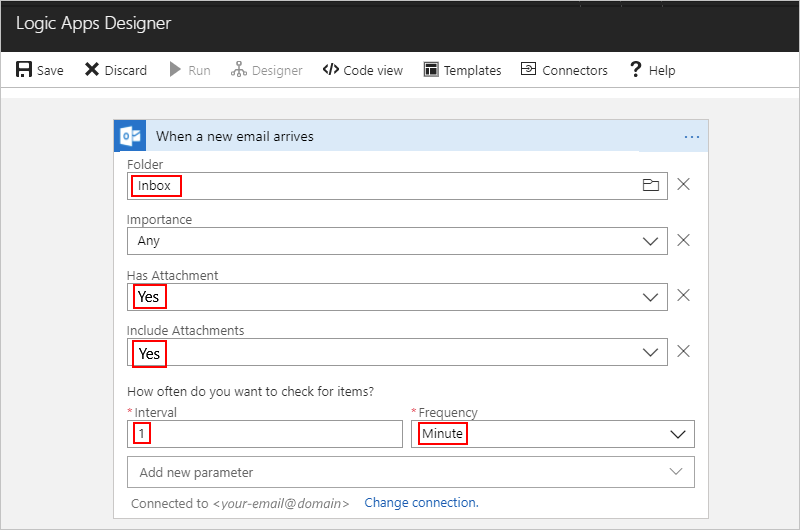 Logic Apps Designer
Save Discard Run Designer Code view Templates Connectors Help
When a new email arrives
Folder
Inbox
Importance
Any
Has Attachment
Yes
Include Attachments
Yes
How often do you want to check for items?
*Interval *Frequency
1 Minute
Add new parameter
Connected to <your-email@domain> Change connection.